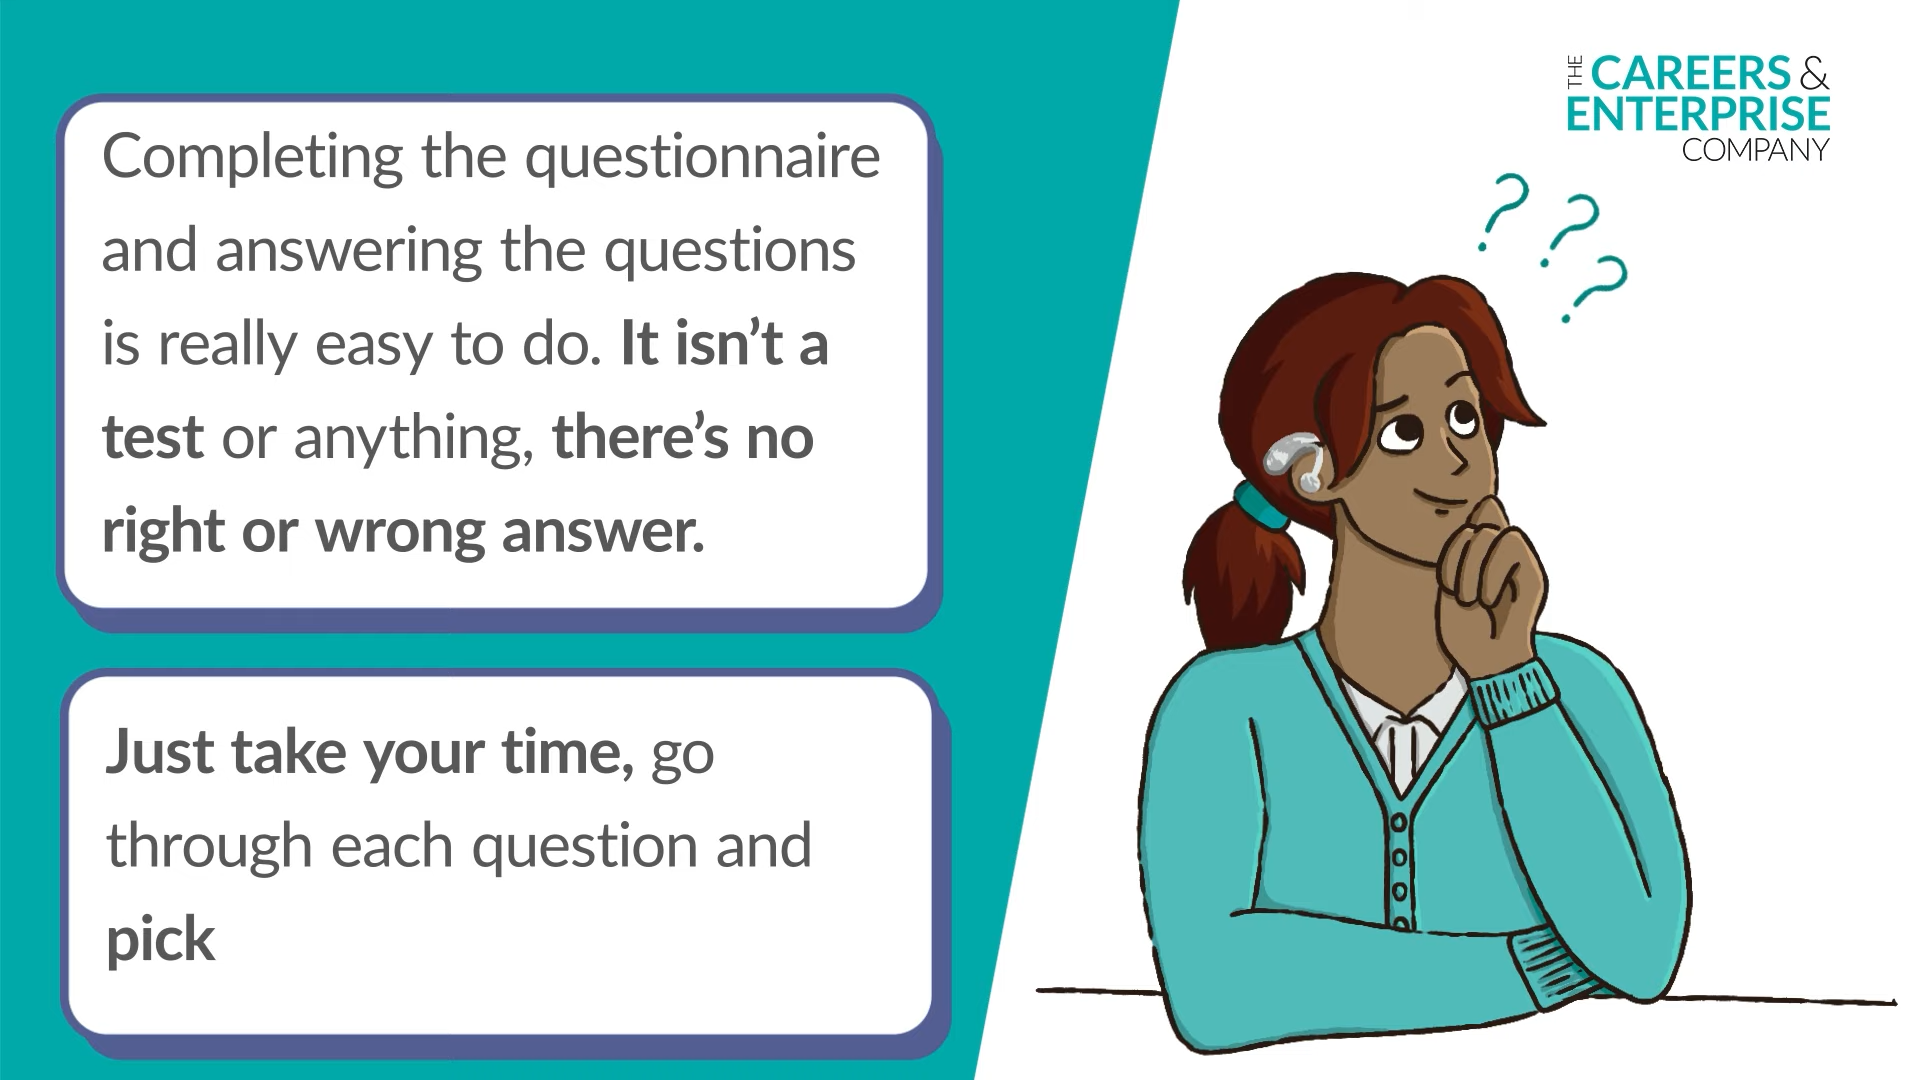 Completing the questionnaire
and answering the questions
is really easy to do. It isn’t a
test or anything, there’s no
right or wrong answer.
Just take your time, go
through each question and
pick
THE CAREERS &
ENTERPRISE
COMPANY
? ? ?